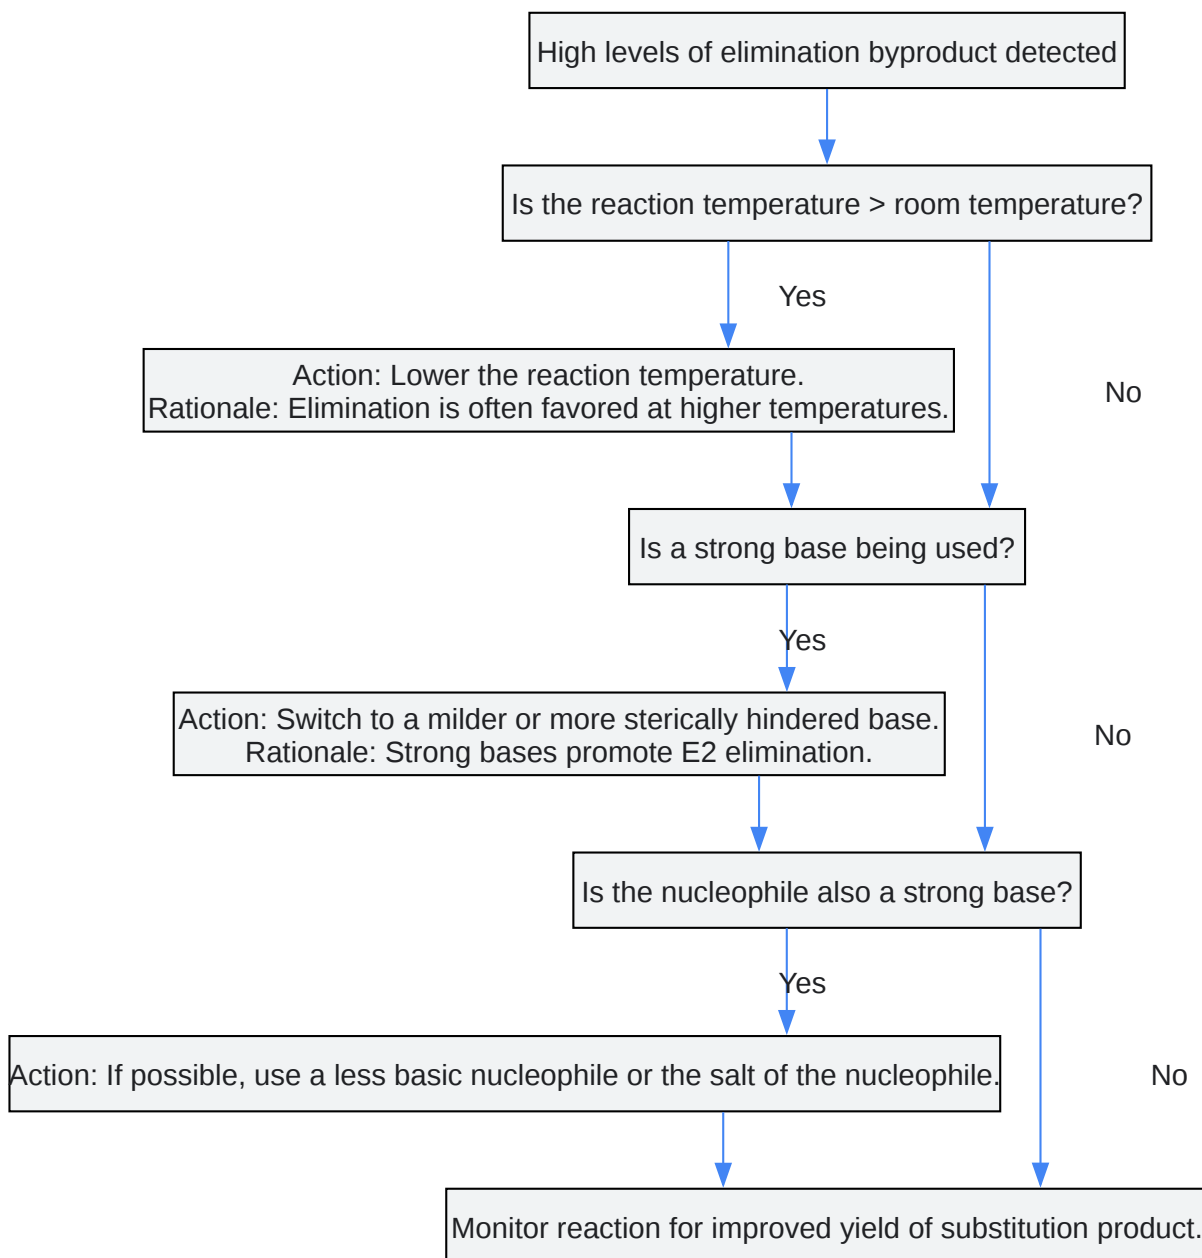 High levels of elimination byproduct detected
Is the reaction temperature > room temperature?
Yes
Action: Lower the reaction temperature.
Rationale: Elimination is often favored at higher temperatures.
No
Is a strong base being used?
Yes
Action: Switch to a milder or more sterically hindered base.
Rationale: Strong bases promote E2 elimination.
No
Is the nucleophile also a strong base?
Yes
Action: If possible, use a less basic nucleophile or the salt of the nucleophile.
No
Monitor reaction for improved yield of substitution product.